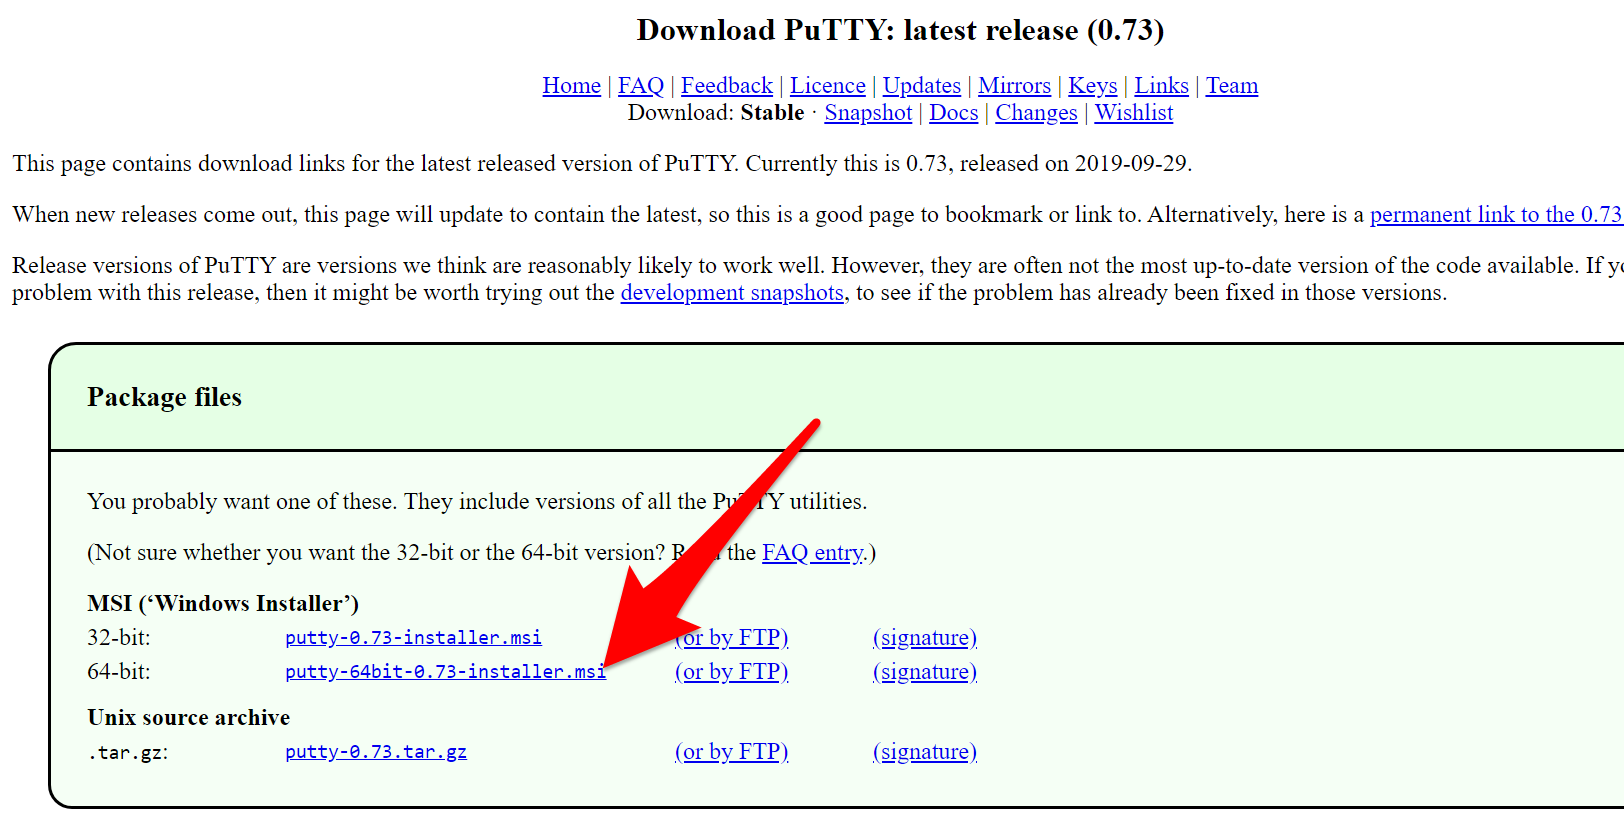 Download PuTTY: latest release (0.73)
Home | FAQ | Feedback | Licence | Updates | Mirrors | Keys | Links | Team
Download: Stable · Snapshot | Docs | Changes | Wishlist
This page contains download links for the latest released version of PuTTY. Currently this is 0.73, released on 2019-09-29.
When new releases come out, this page will update to contain the latest, so this is a good page to bookmark or link to. Alternatively, here is a permanent link to the 0.73
Release versions of PuTTY are versions we think are reasonably likely to work well. However, they are often not the most up-to-date version of the code available. If
problem with this release, then it might be worth trying out the development snapshots, to see if the problem has already been fixed in those versions.
Package files
You probably want one of these. They include versions of all the PuTTY utilities.
(Not sure whether you want the 32-bit or the 64-bit version? Read the FAQ entry.)
MSI (‘Windows Installer’)
32-bit: putty-0.73-installer.msi (or by FTP) (signature)
64-bit: putty-64bit-0.73-installer.msi (or by FTP) (signature)
Unix source archive
.tar.gz: putty-0.73.tar.gz (or by FTP) (signature)